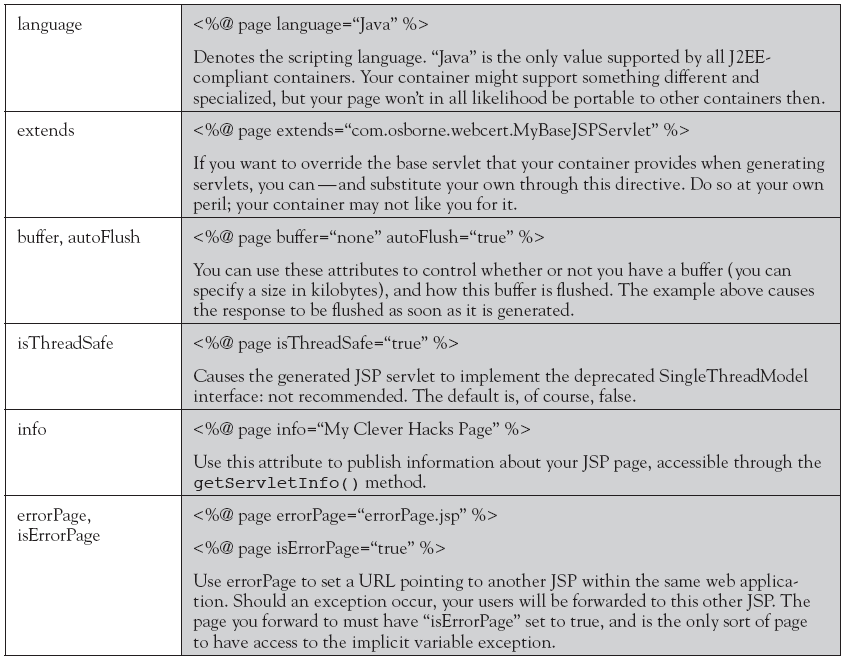 language
<%@ page language=“Java” %>
Denotes the scripting language. “Java” is the only value supported by all J2EE-
compliant containers. Your container might support something different and
specialized, but your page won’t in all likelihood be portable to other containers then.
extends
<%@ page extends=“com.osborne.webcert.MyBaseJSPServlet” %>
If you want to override the base servlet that your container provides when generating
servlets, you can—and substitute your own through this directive. Do so at your own
peril; your container may not like you for it.
buffer, autoFlush
<%@ page buffer=“none” autoFlush=“true” %>
You can use these attributes to control whether or not you have a buffer (you can
specify a size in kilobytes), and how this buffer is flushed. The example above causes
the response to be flushed as soon as it is generated.
isThreadSafe
<%@ page isThreadSafe=“true” %>
Causes the generated JSP servlet to implement the deprecated SingleThreadModel
interface: not recommended. The default is, of course, false.
info
<%@ page info=“My Clever Hacks Page” %>
Use this attribute to publish information about your JSP page, accessible through the
getServletInfo() method.
errorPage,
isErrorPage
<%@ page errorPage=“errorPage.jsp” %>
<%@ page isErrorPage=“true” %>
Use errorPage to set a URL pointing to another JSP within the same web applica-
tion. Should an exception occur, your users will be forwarded to this other JSP. The
page you forward to must have “isErrorPage” set to true, and is the only sort of page
to have access to the implicit variable exception.